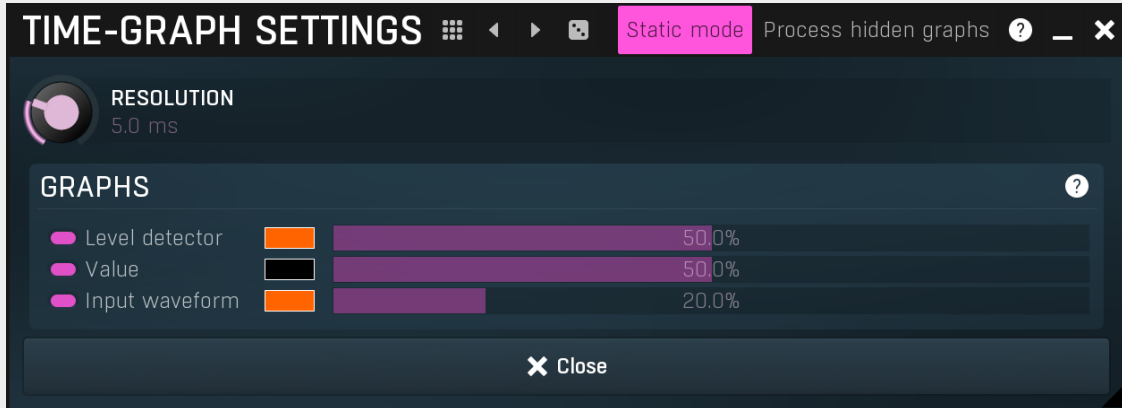 TIME-GRAPH SETTINGS Static mode Process hidden graphs ?
RESOLUTION
5.0 ms
GRAPHS ?
Level detector 50.0%
Value 50.0%
Input waveform 20.0%
Close